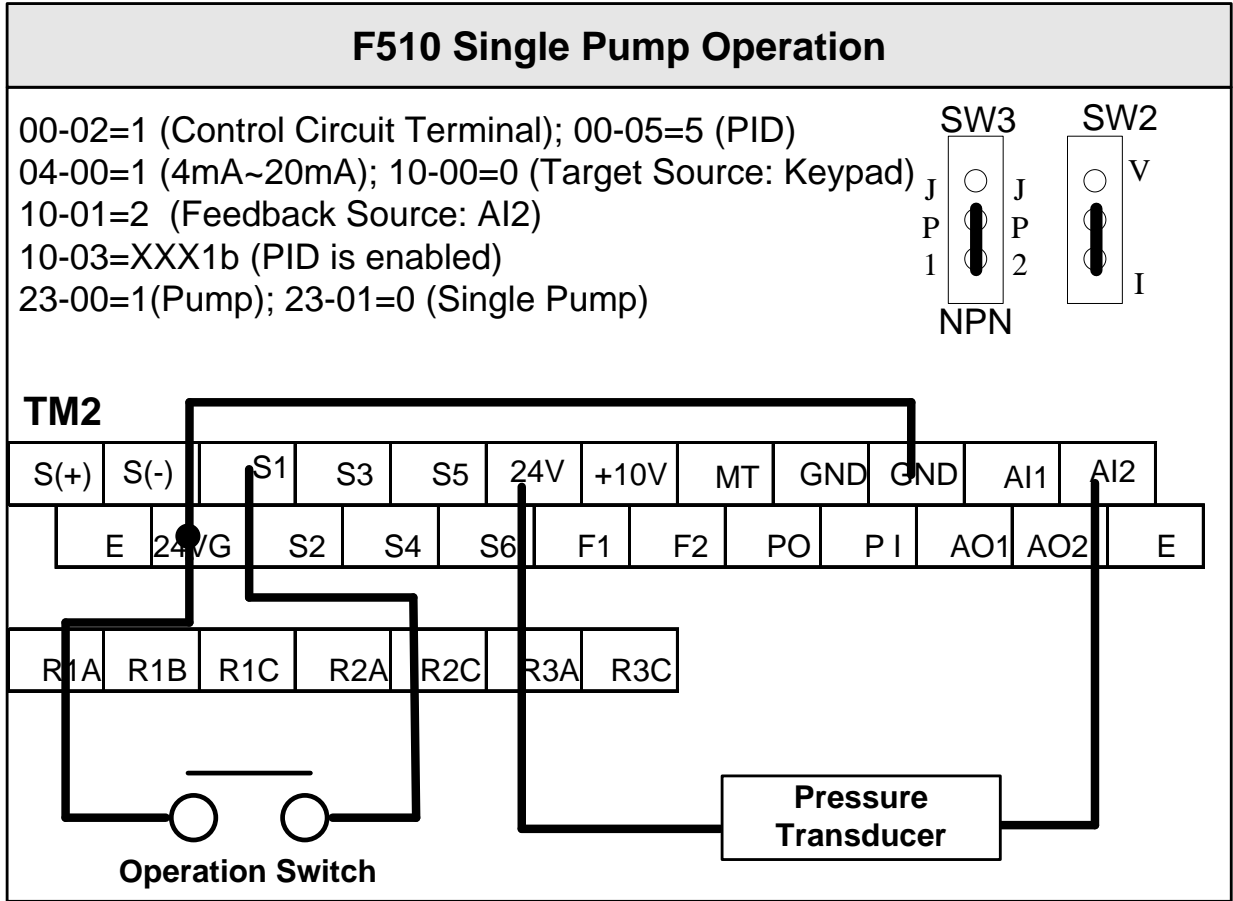 F510 Single Pump Operation
00-02=1 (Control Circuit Terminal); 00-05=5 (PID)
04-00=1 (4mA~20mA); 10-00=0 (Target Source: Keypad)
10-01=2 (Feedback Source: AI2)
10-03=XXX1b (PID is enabled)
23-00=1(Pump); 23-01=0 (Single Pump)
SW3 SW2
J J V
P P
1 2 I
NPN
TM2
S(+) S(-) S1 S3 S5 24V +10V MT GND GND AI1 AI2
E 24VG S2 S4 S6 F1 F2 PO P I AO1 AO2 E
R1A R1B R1C R2A R2C R3A R3C
Pressure
Transducer
Operation Switch